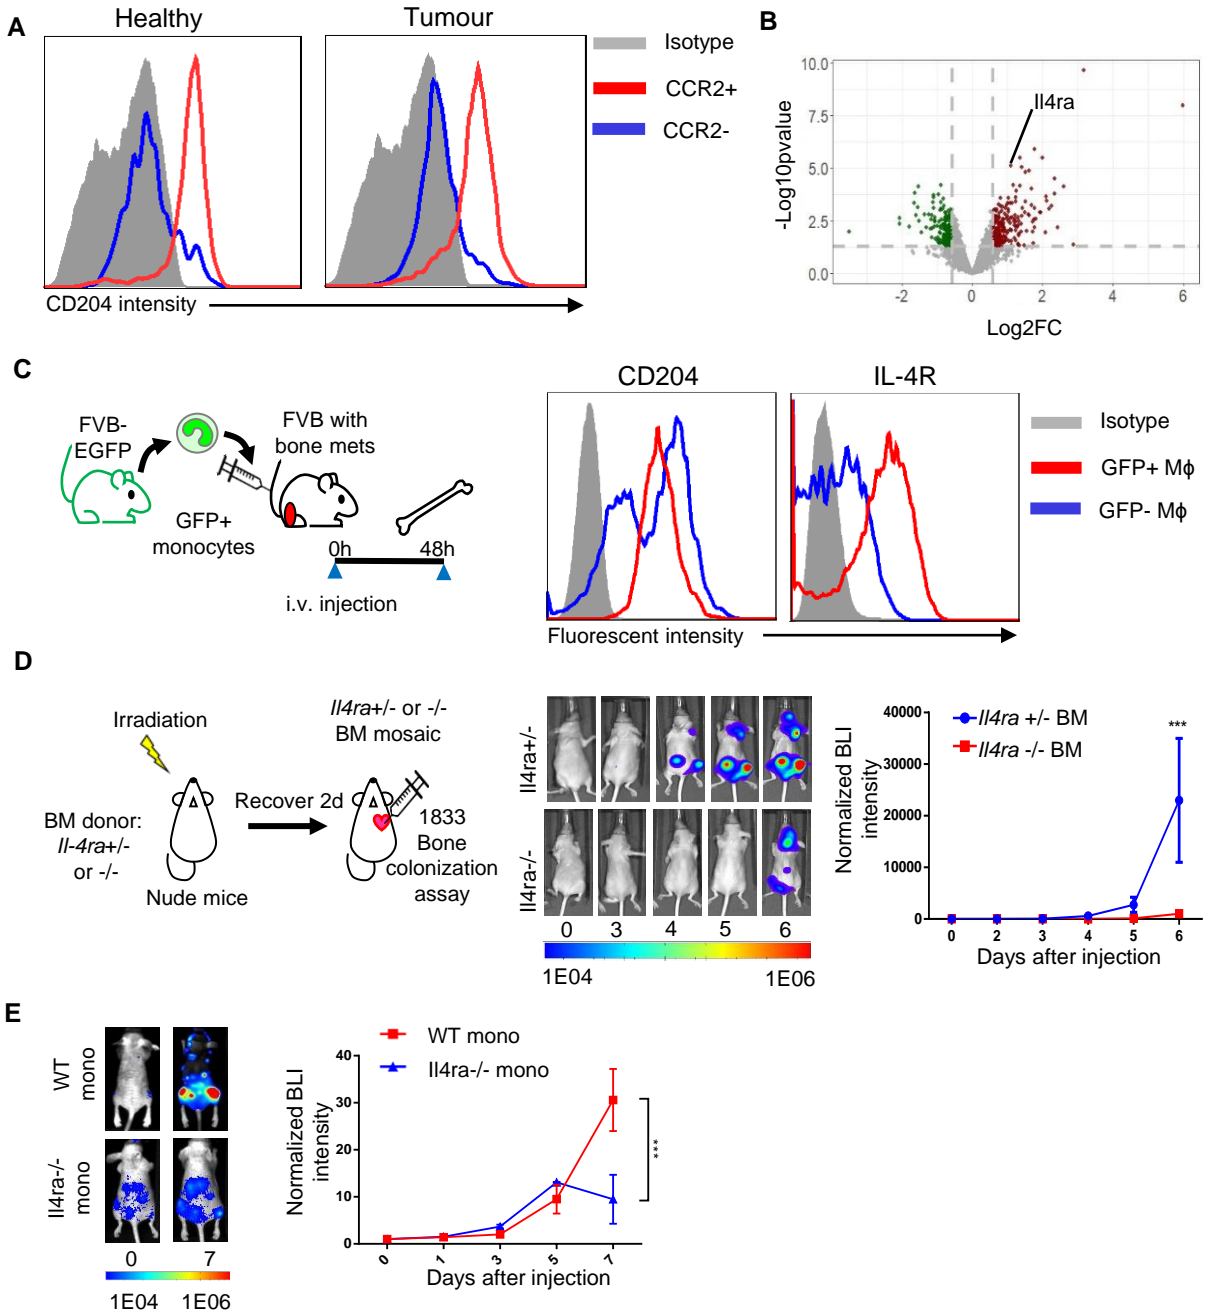 A
Healthy
Tumour
Isotype
CCR2+
CCR2-
CD204 intensity
B
10.0
7.5
5.0
2.5
0.0
-Log10pvalue
Il4ra
-2
0
2
4
6
Log2FC
C
FVB-
EGFP
FVB with
bone mets
GFP+
monocytes
0h
48h
i.v. injection
CD204
IL-4R
Isotype
GFP+ Mϕ
GFP- Mϕ
Fluorescent intensity
D
Irradiation
BM donor:
Il-4ra+/-
or -/-
Nude mice
Recover 2d
Il4ra+/- or -/-
BM mosaic
1833
Bone
colonization
assay
Il4ra+/-
Il4ra-/-
0 3 4 5 6
1E04 1E06
Normalized BLI
intensity
40000
30000
20000
10000
0
Il4ra +/- BM
Il4ra -/- BM
***
0 2 3 4 5 6
Days after injection
E
WT
mono
Il4ra-/-
mono
0 7
1E04 1E06
WT mono
Il4ra-/- mono
Normalized BLI
intensity
40
30
20
10
0
***
0 1 3 5 7
Days after injection